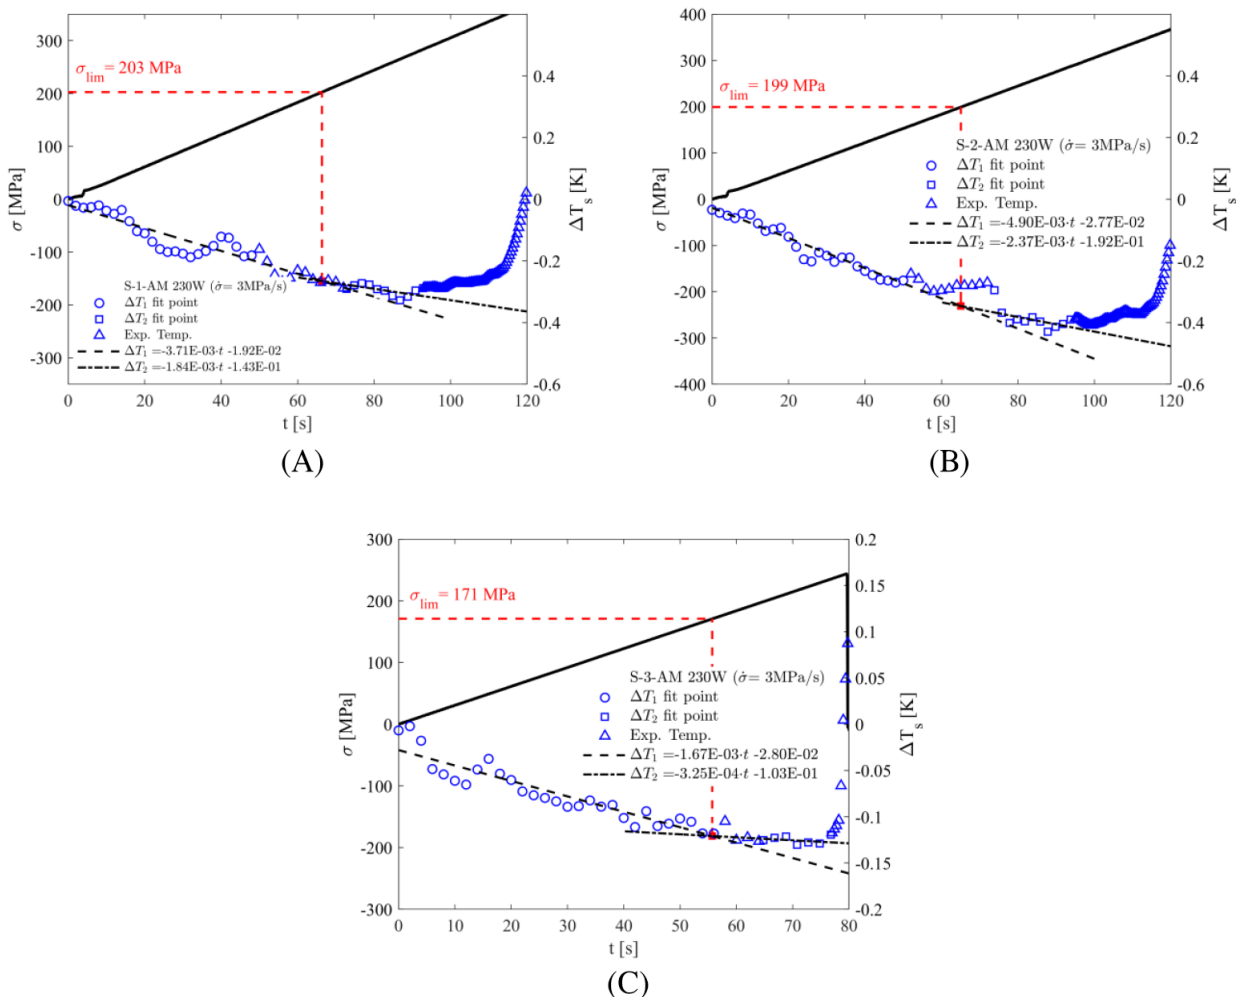 300
200
100
0
-100
-200
-300
σ [MPa]
σlim= 203 MPa
0.4
0.2
0
-0.2
-0.4
-0.6
ΔTs [K]
S-1-AM 230W (σ̇= 3MPa/s)
ΔT1 fit point
ΔT2 fit point
Exp. Temp.
ΔT1 =-3.71E-03·t -1.92E-02
ΔT2 =-1.84E-03·t -1.43E-01
0 20 40 60 80 100 120
t [s]
(A)
400
300
200
100
0
-100
-200
-300
-400
σ [MPa]
σlim= 199 MPa
0.4
0.2
0
-0.2
-0.4
-0.6
ΔTs [K]
S-2-AM 230W (σ̇= 3MPa/s)
ΔT1 fit point
ΔT2 fit point
Exp. Temp.
ΔT1 =-4.90E-03·t -2.77E-02
ΔT2 =-2.37E-03·t -1.92E-01
0 20 40 60 80 100 120
t [s]
(B)
300
200
100
0
-100
-200
-300
σ [MPa]
σlim= 171 MPa
0.2
0.15
0.1
0.05
0
-0.05
-0.1
-0.15
-0.2
ΔTs [K]
S-3-AM 230W (σ̇= 3MPa/s)
ΔT1 fit point
ΔT2 fit point
Exp. Temp.
ΔT1 =-1.67E-03·t -2.80E-02
ΔT2 =-3.25E-04·t -1.03E-01
0 10 20 30 40 50 60 70 80
t [s]
(C)